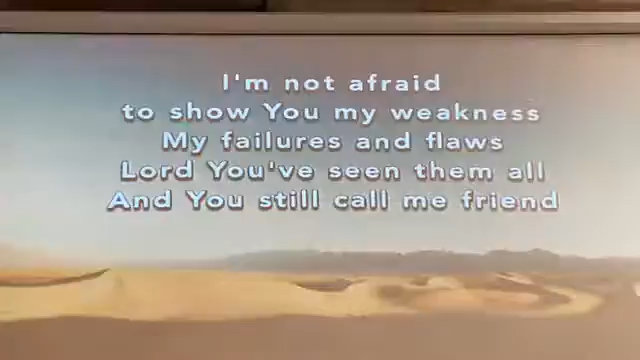 I'm not afraid
to show You my weakness
My failures and flaws
Lord You've seen them all
And You still call me friend